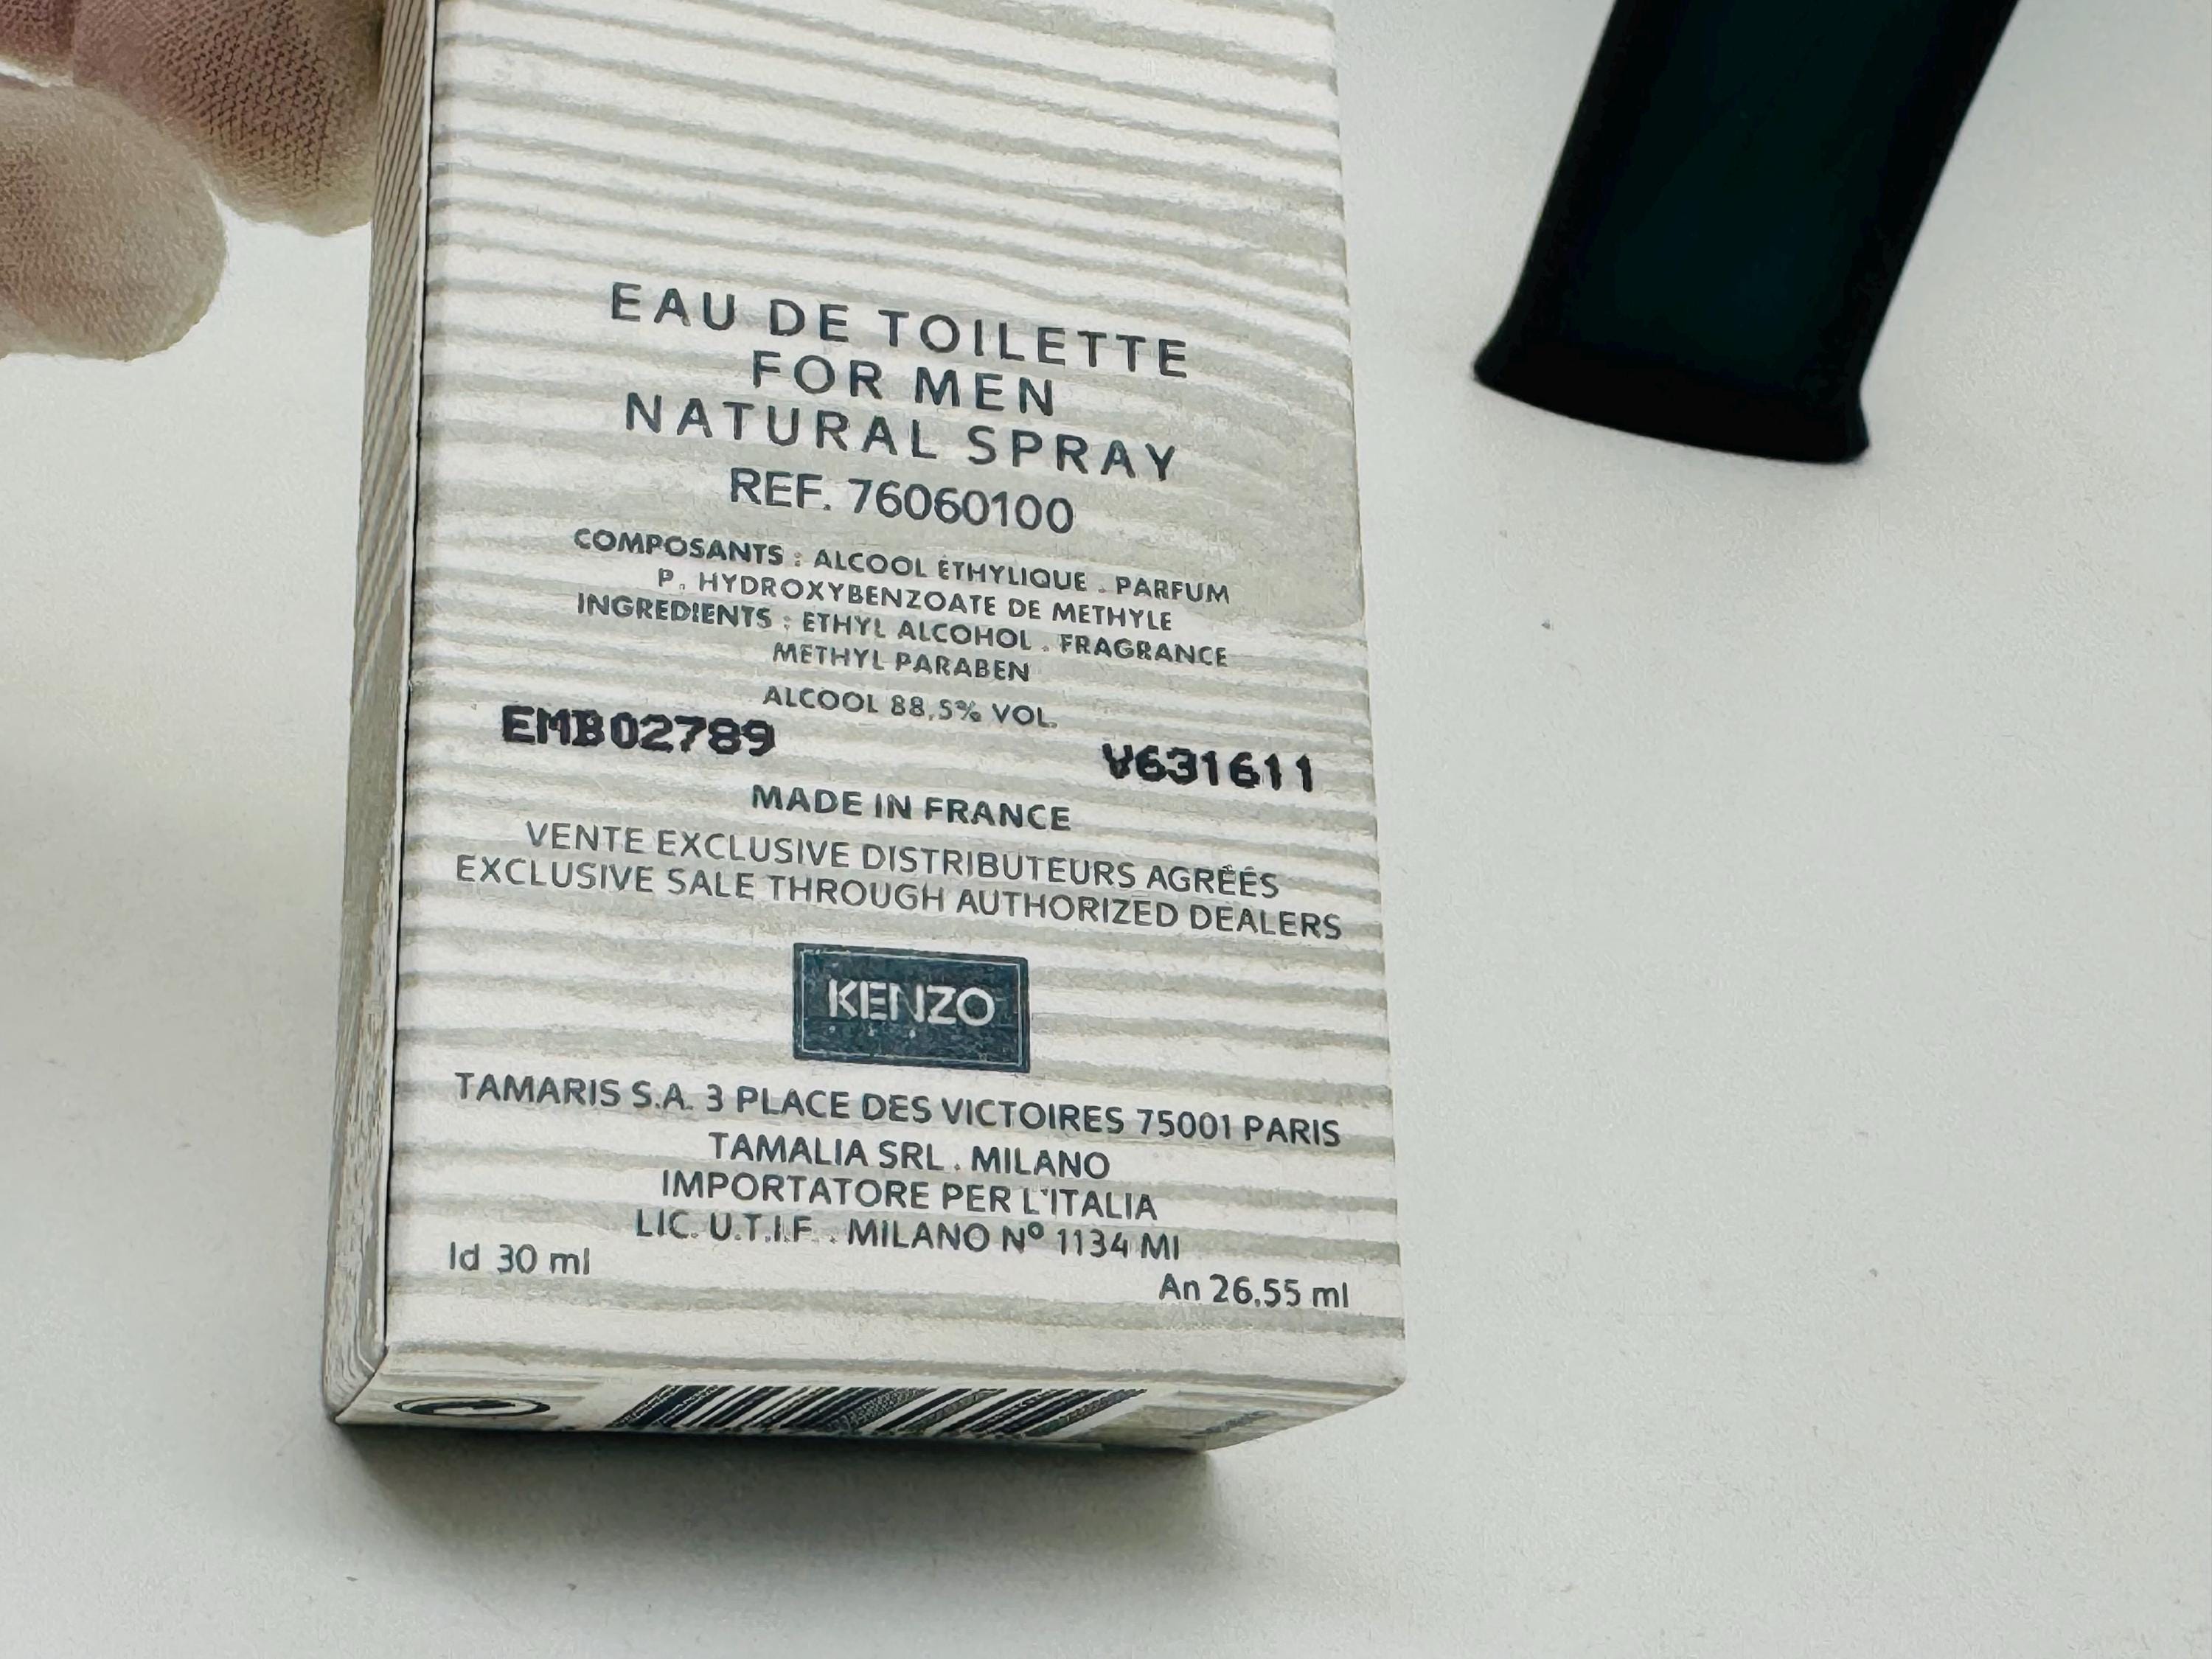 EAU DE TOILETTE
FOR MEN
NATURAL SPRAY
REF. 76060100
COMPOSANTS : ALCOOL ÉTHYLIQUE . PARFUM
P. HYDROXYBENZOATE DE METHYLE
INGREDIENTS : ETHYL ALCOHOL . FRAGRANCE
METHYL PARABEN
ALCOOL 88,5% VOL.
EMB02789 V631611
MADE IN FRANCE
VENTE EXCLUSIVE DISTRIBUTEURS AGRÉÉS
EXCLUSIVE SALE THROUGH AUTHORIZED DEALERS
KENZO
TAMARIS S.A. 3 PLACE DES VICTOIRES 75001 PARIS
TAMALIA SRL . MILANO
IMPORTATORE PER L'ITALIA
LIC. U.T.I.F. . MILANO Nº 1134 MI
Id 30 ml An 26.55 ml